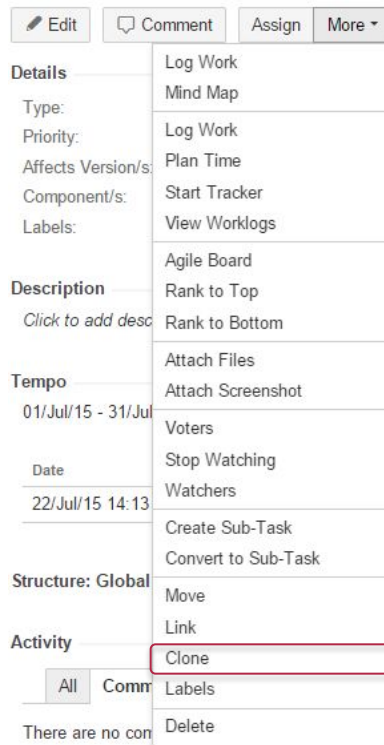 Edit Comment Assign More
Details
Type:
Priority:
Affects Version/s:
Component/s:
Labels:
Description
Click to add desc
Tempo
01/Jul/15 - 31/Jul
Date
22/Jul/15 14:13
Structure: Global
Activity
All Comm
There are no com
Log Work
Mind Map
Log Work
Plan Time
Start Tracker
View Worklogs
Agile Board
Rank to Top
Rank to Bottom
Attach Files
Attach Screenshot
Voters
Stop Watching
Watchers
Create Sub-Task
Convert to Sub-Task
Move
Link
Clone
Labels
Delete